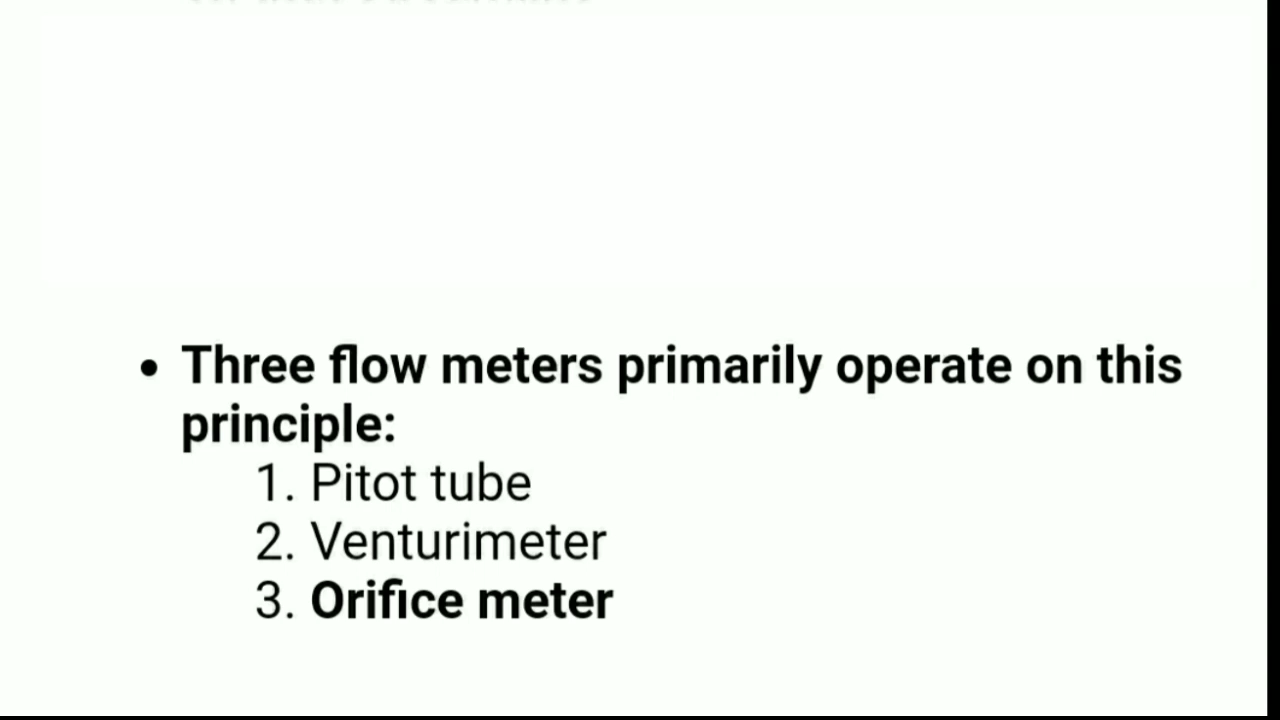 • Three flow meters primarily operate on this
principle:
1. Pitot tube
2. Venturimeter
3. Orifice meter